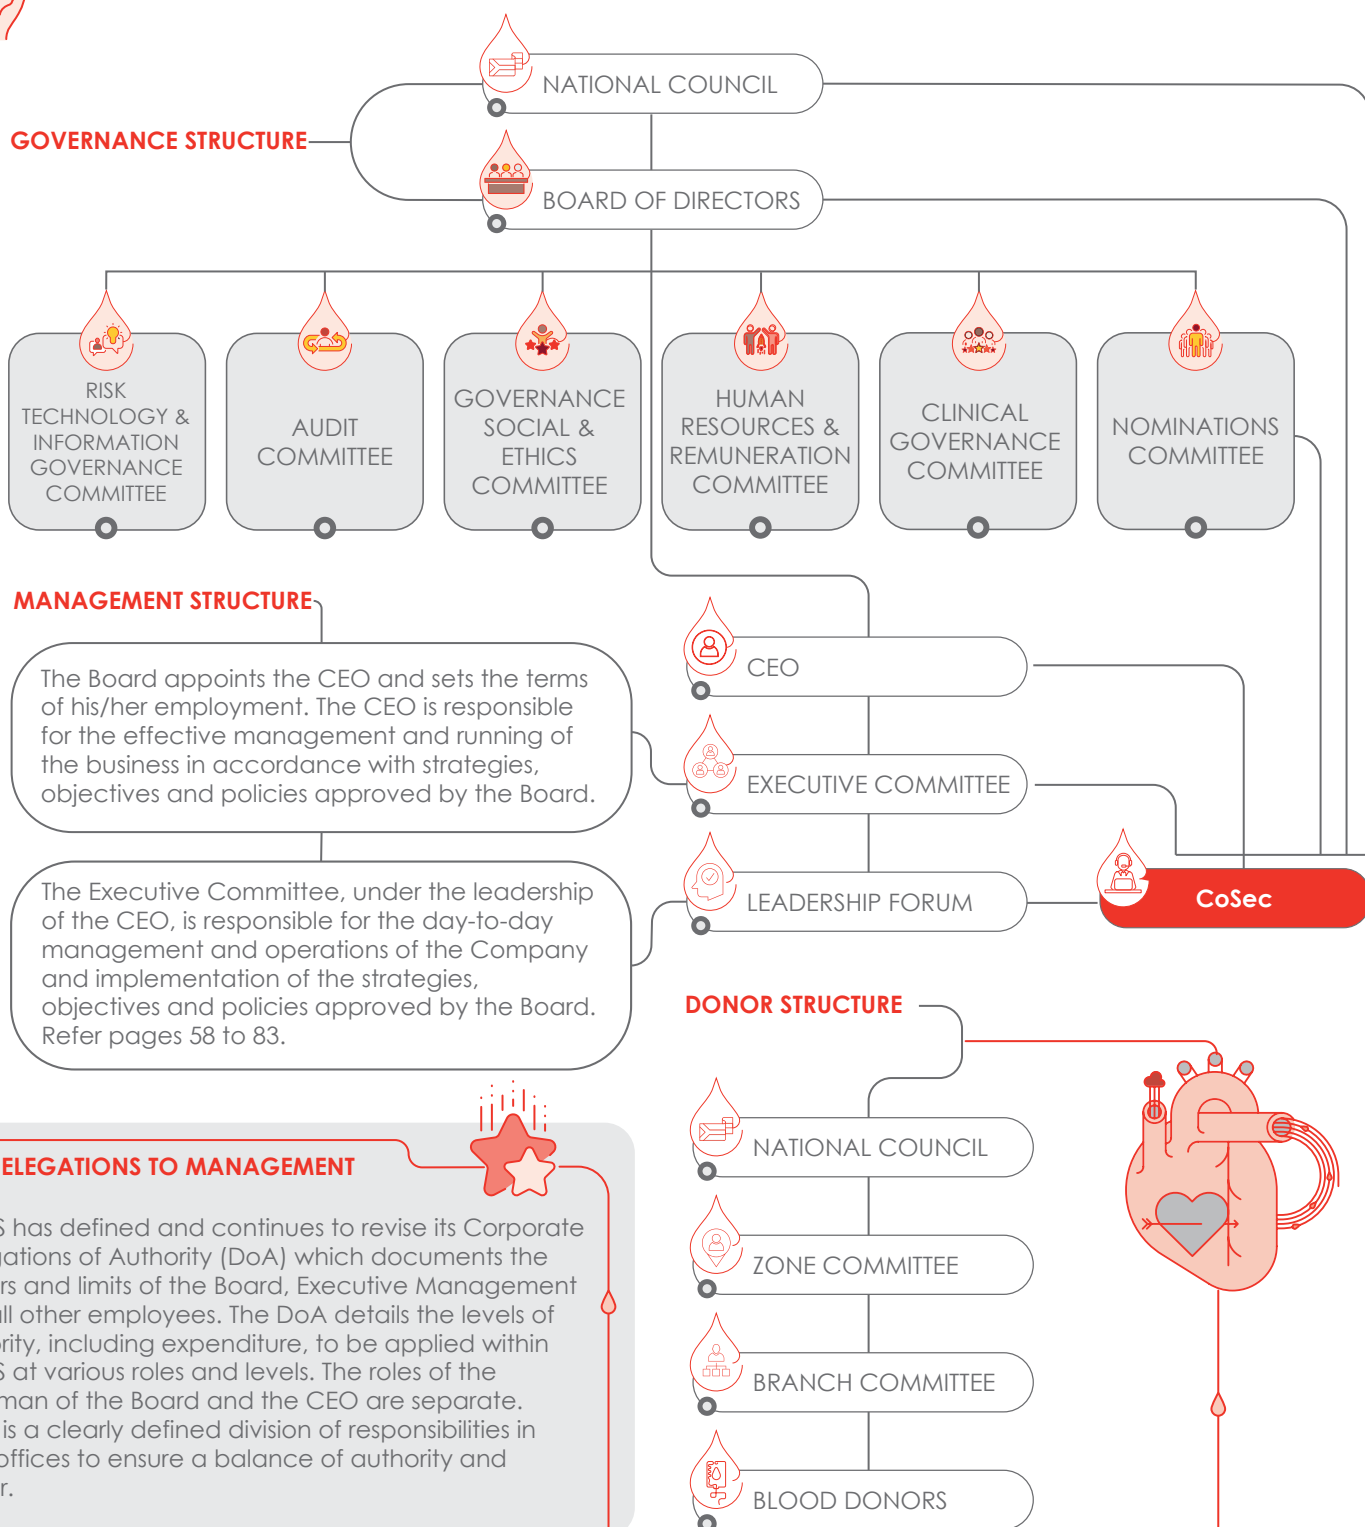 NATIONAL COUNCIL
GOVERNANCE STRUCTURE
BOARD OF DIRECTORS
RISK
TECHNOLOGY &
INFORMATION
GOVERNANCE
COMMITTEE
AUDIT
COMMITTEE
GOVERNANCE
SOCIAL &
ETHICS
COMMITTEE
HUMAN
RESOURCES &
REMUNERATION
COMMITTEE
CLINICAL
GOVERNANCE
COMMITTEE
NOMINATIONS
COMMITTEE
MANAGEMENT STRUCTURE
The Board appoints the CEO and sets the terms
of his/her employment. The CEO is responsible
for the effective management and running of
the business in accordance with strategies,
objectives and policies approved by the Board.
The Executive Committee, under the leadership
of the CEO, is responsible for the day-to-day
management and operations of the Company
and implementation of the strategies,
objectives and policies approved by the Board.
Refer pages 58 to 83.
CEO
EXECUTIVE COMMITTEE
LEADERSHIP FORUM
CoSec
DONOR STRUCTURE
NATIONAL COUNCIL
ZONE COMMITTEE
BRANCH COMMITTEE
BLOOD DONORS
ELEGATIONS TO MANAGEMENT
S has defined and continues to revise its Corporate
gations of Authority (DoA) which documents the
rs and limits of the Board, Executive Management
all other employees. The DoA details the levels of
ority, including expenditure, to be applied within
S at various roles and levels. The roles of the
man of the Board and the CEO are separate.
is a clearly defined division of responsibilities in
offices to ensure a balance of authority and
r.